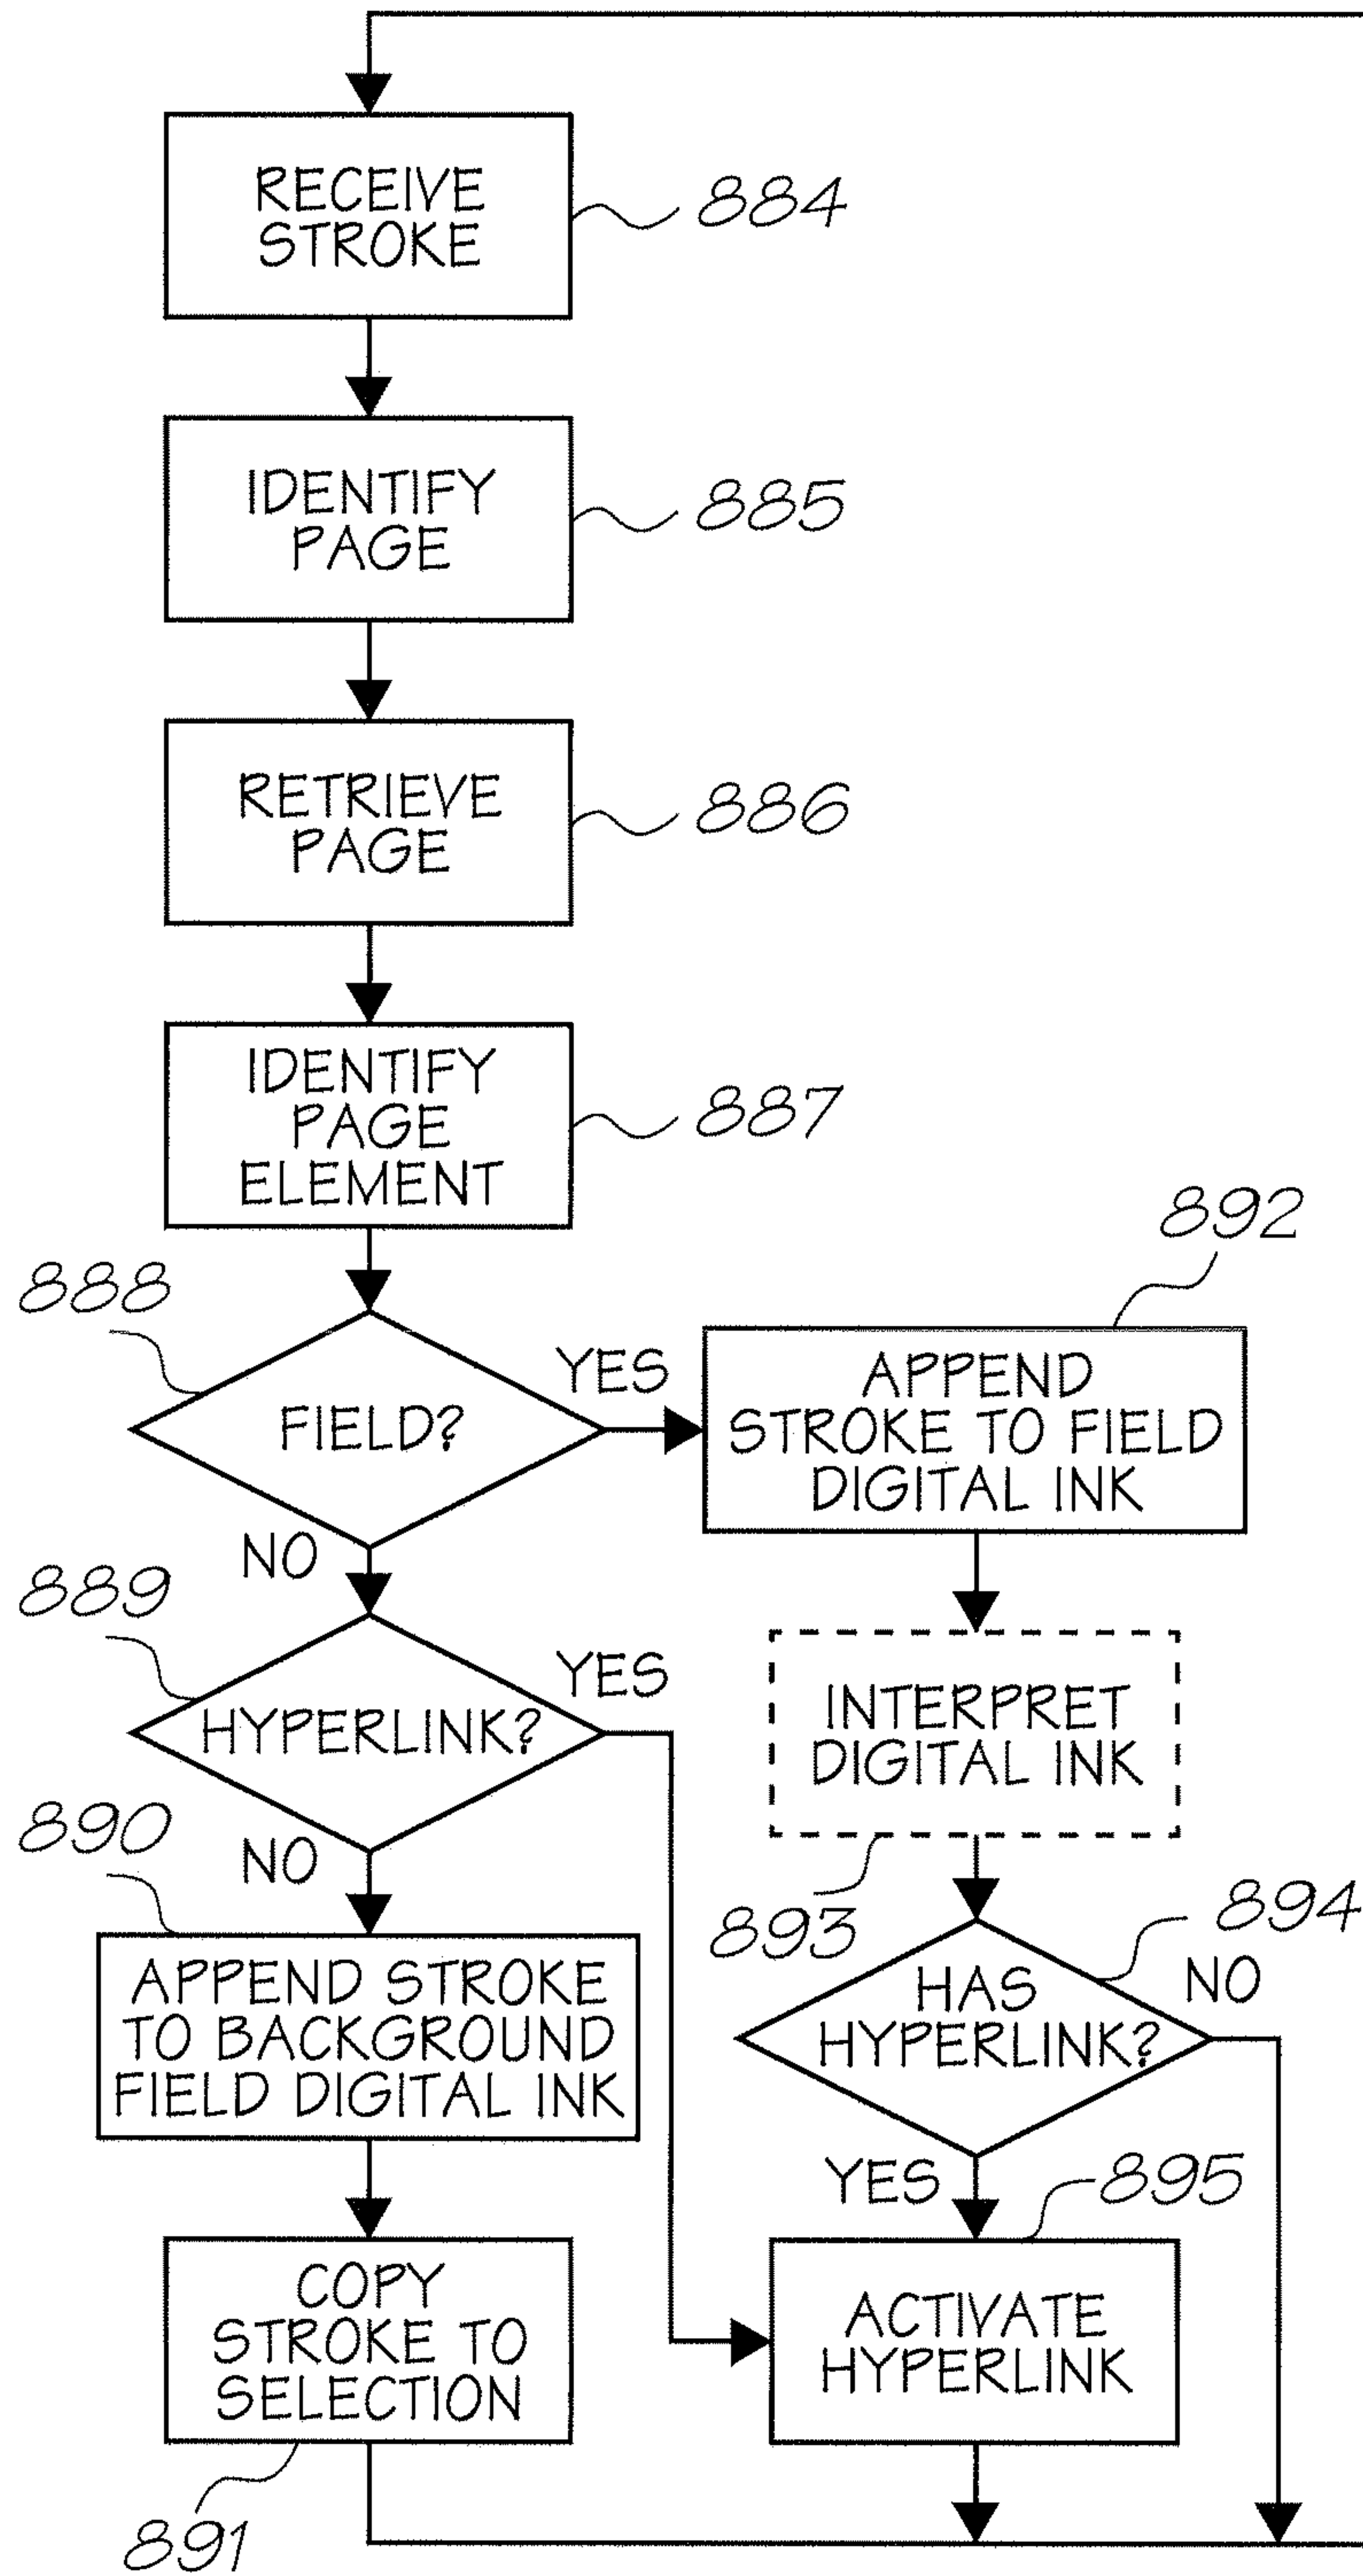 RECEIVE
STROKE
884
IDENTIFY
PAGE
885
RETRIEVE
PAGE
886
IDENTIFY
PAGE
ELEMENT
887
888
FIELD?
YES
NO
892
APPEND
STROKE TO FIELD
DIGITAL INK
889
HYPERLINK?
YES
NO
INTERPRET
DIGITAL INK
893
890
APPEND STROKE
TO BACKGROUND
FIELD DIGITAL INK
894
HAS
HYPERLINK?
NO
YES
895
COPY
STROKE TO
SELECTION
891
ACTIVATE
HYPERLINK